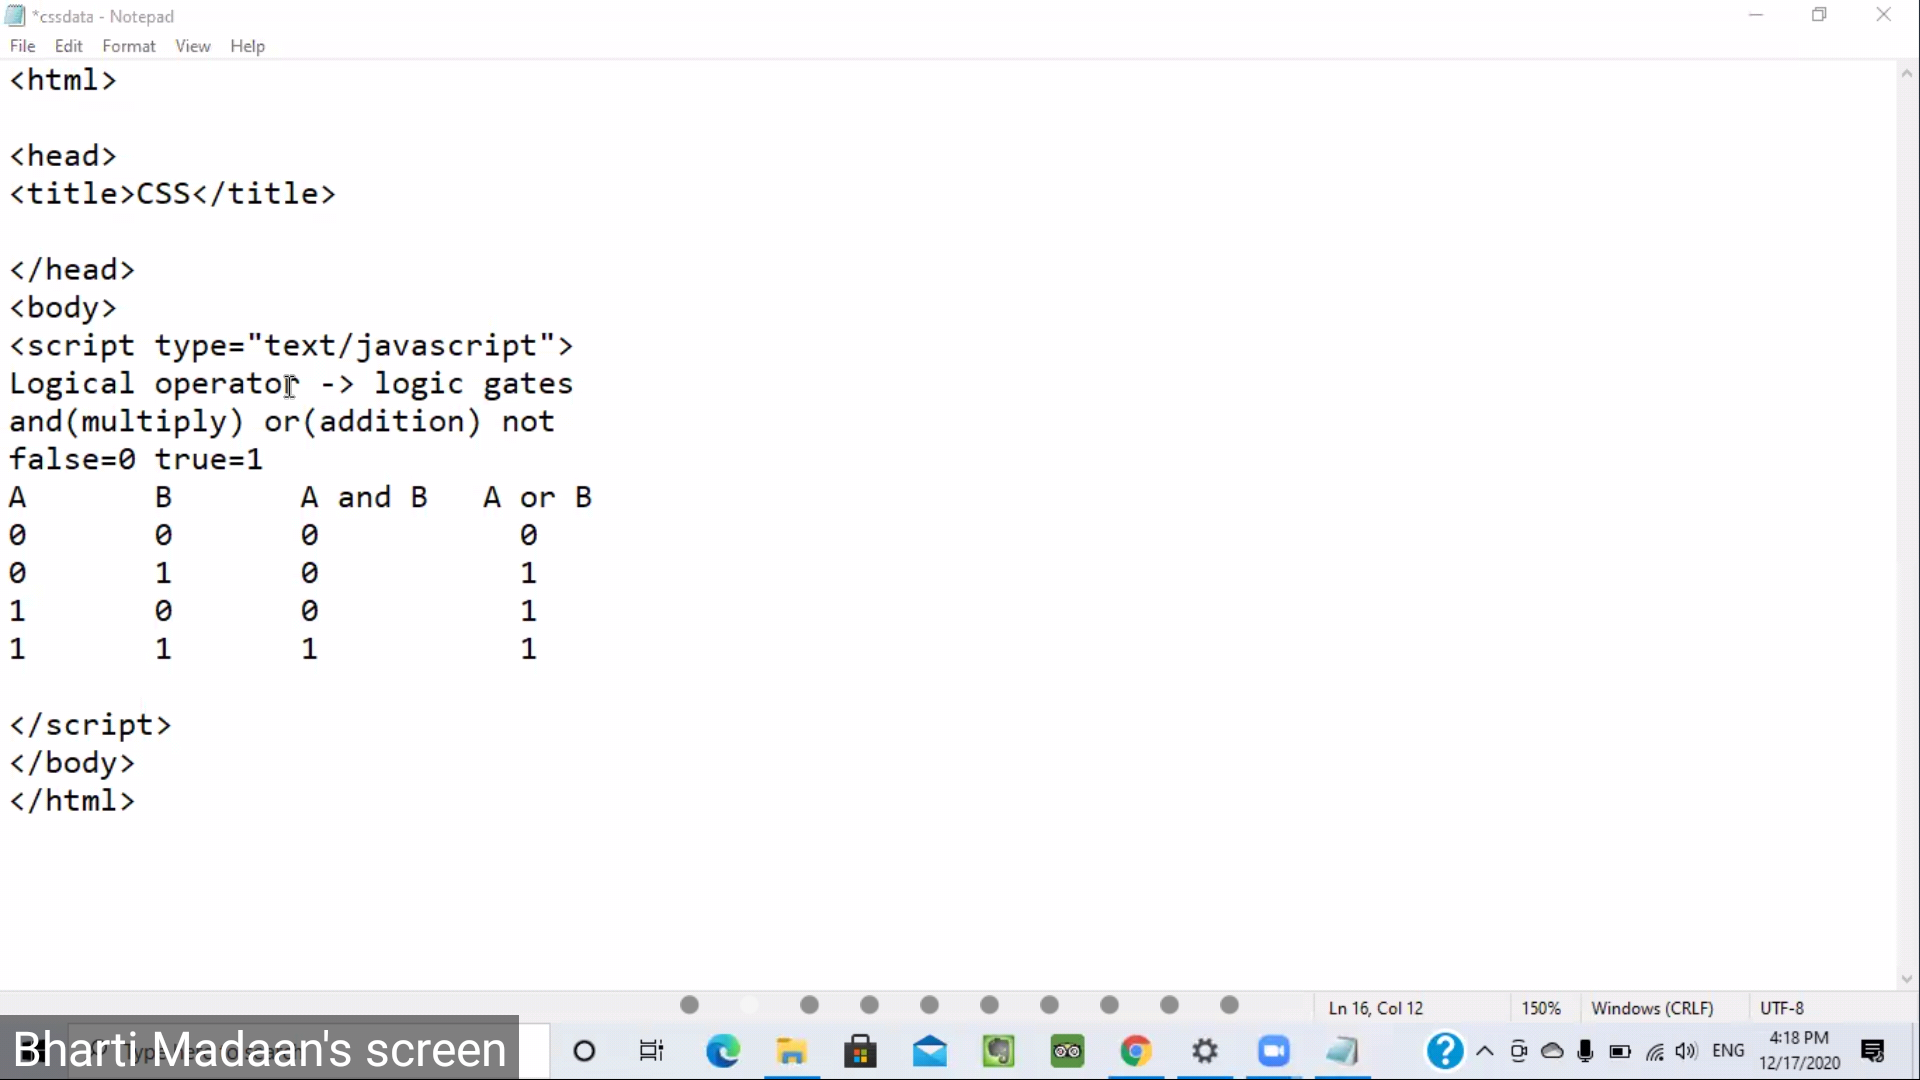 *cssdata - Notepad
File Edit Format View Help
<html>
<head>
<title>CSS</title>
</head>
<body>
<script type="text/javascript">
Logical operator -> logic gates
and(multiply) or(addition) not
false=0 true=1
A B A and B A or B
0 0 0 0
0 1 0 1
1 0 0 1
1 1 1 1
</script>
</body>
</html>
Ln 16, Col 12 150% Windows (CRLF) UTF-8
Bharti Madaan's screen
ENG
4:18 PM
12/17/2020